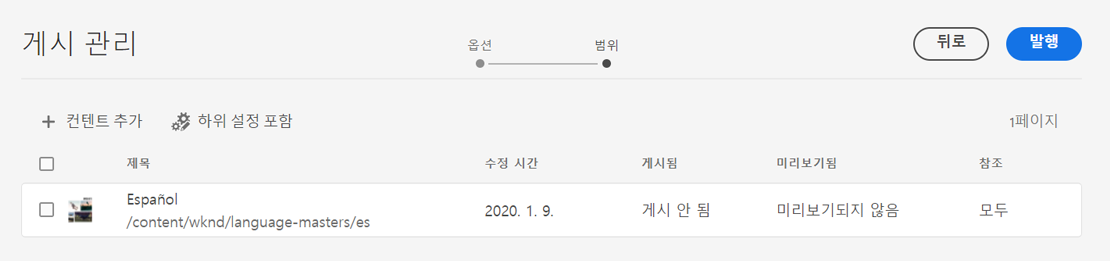 게시 관리
옵션
범위
뒤로
발행
컨텐트 추가
하위 설정 포함
1페이지
제목
수정 시간
게시됨
미리보기됨
참조
Español
/content/wknd/language-masters/es
2020. 1. 9.
게시 안 됨
미리보기되지 않음
모두